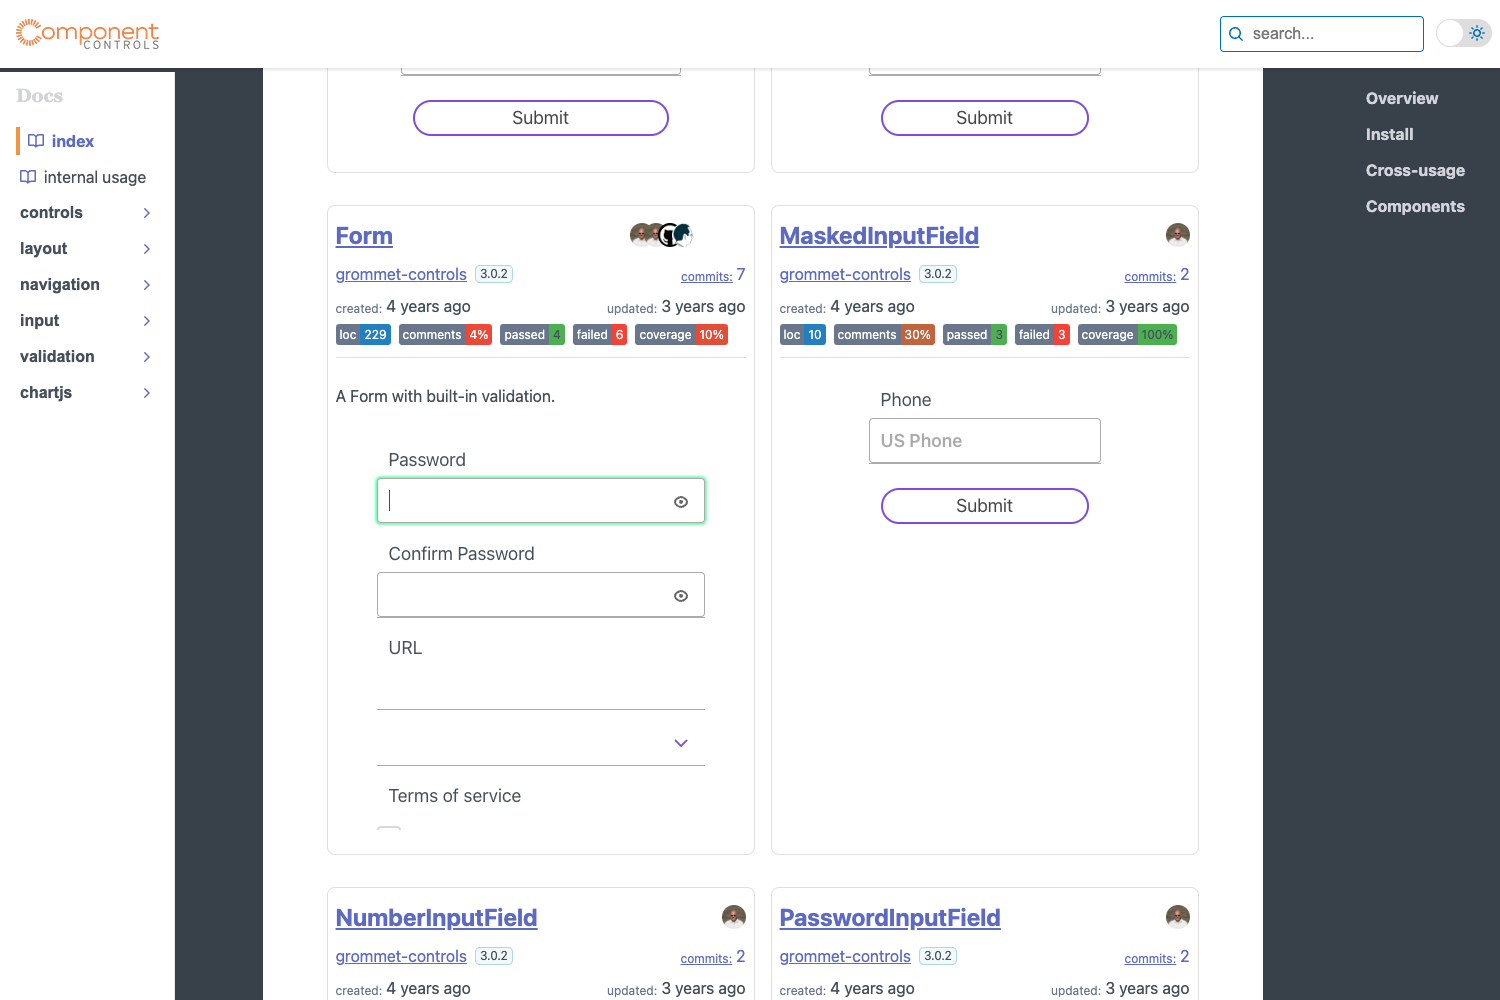 Component
CONTROLS
search...
Docs
index
internal usage
controls
layout
navigation
input
validation
chartjs
Overview
Install
Cross-usage
Components
Submit
Submit
Form
grommet-controls 3.0.2 commits: 7
created: 4 years ago updated: 3 years ago
loc 229 comments 4% passed 4 failed 6 coverage 10%
A Form with built-in validation.
Password
Confirm Password
URL
Terms of service
MaskedInputField
grommet-controls 3.0.2 commits: 2
created: 4 years ago updated: 3 years ago
loc 10 comments 30% passed 3 failed 3 coverage 100%
Phone
US Phone
Submit
NumberInputField
grommet-controls 3.0.2 commits: 2
created: 4 years ago updated: 3 years ago
PasswordInputField
grommet-controls 3.0.2 commits: 2
created: 4 years ago updated: 3 years ago